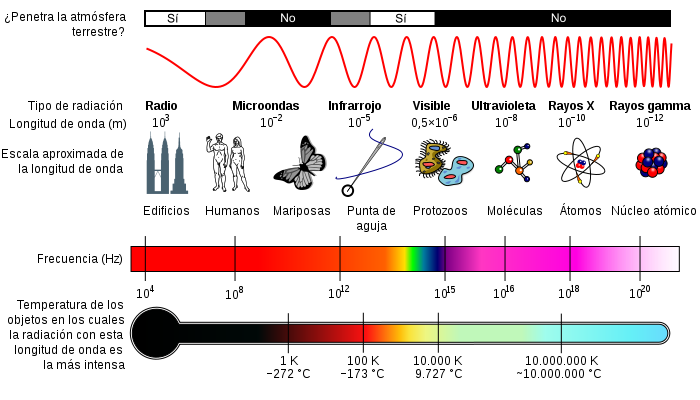 ¿Penetra la atmósfera
terrestre?
Sí
No
Sí
No
Tipo de radiación
Radio
Microondas
Infrarrojo
Visible
Ultravioleta
Rayos X
Rayos gamma
Longitud de onda (m)
10³
10⁻²
10⁻⁵
0,5×10⁻⁶
10⁻⁸
10⁻¹⁰
10⁻¹²
Escala aproximada de
la longitud de onda
Edificios
Humanos
Mariposas
Punta de
aguja
Protozoos
Moléculas
Átomos
Núcleo atómico
Frecuencia (Hz)
10⁴
10⁸
10¹²
10¹⁵
10¹⁶
10¹⁸
10²⁰
Temperatura de los
objetos en los cuales
la radiación con esta
longitud de onda es
la más intensa
1 K
−272 °C
100 K
−173 °C
10.000 K
9.727 °C
10.000.000 K
~10.000.000 °C